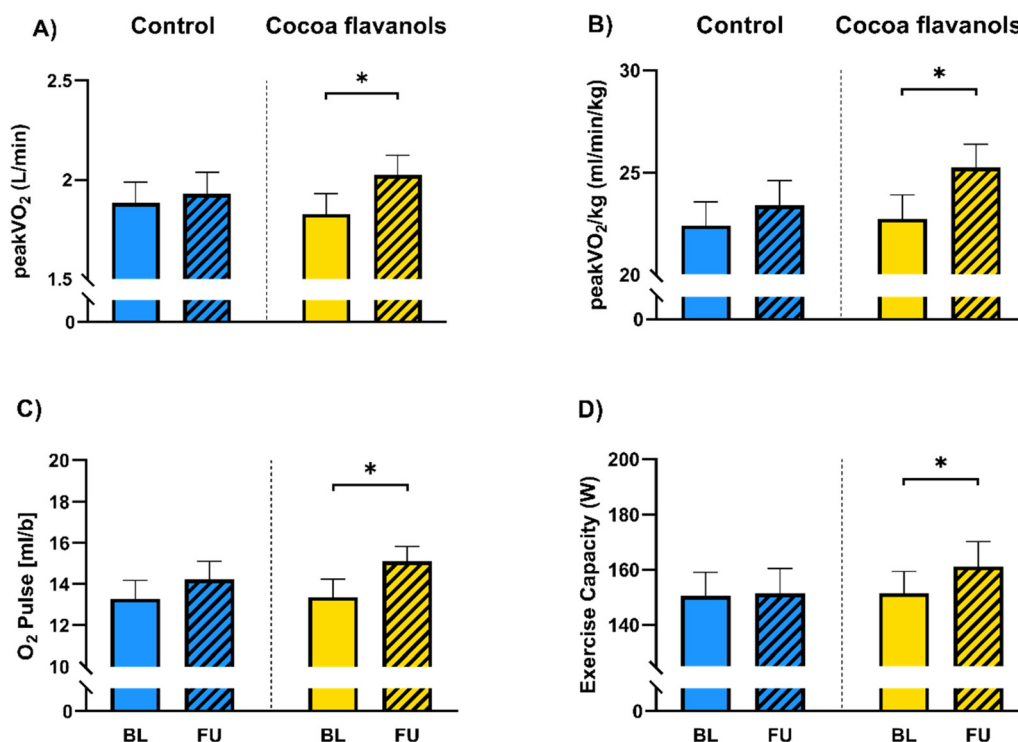 A)
Control
Cocoa flavanols
peakVO₂ (L/min)
2.5
2
1.5
0
*
B)
Control
Cocoa flavanols
peakVO₂/kg (ml/min/kg)
30
25
20
0
*
C)
O₂ Pulse [ml/b]
20
18
16
14
12
10
0
*
BL
FU
BL
FU
D)
Exercise Capacity (W)
200
180
160
140
0
*
BL
FU
BL
FU